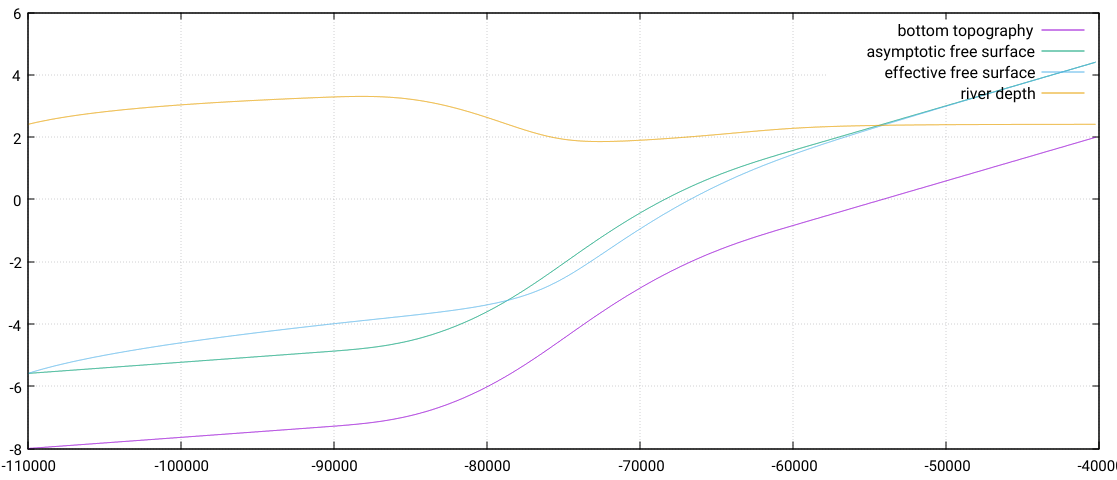 6
bottom topography
asymptotic free surface
4
effective free surface
river depth
2
0
-2
-4
-6
-8
-110000 -100000 -90000 -80000 -70000 -60000 -50000 -4000